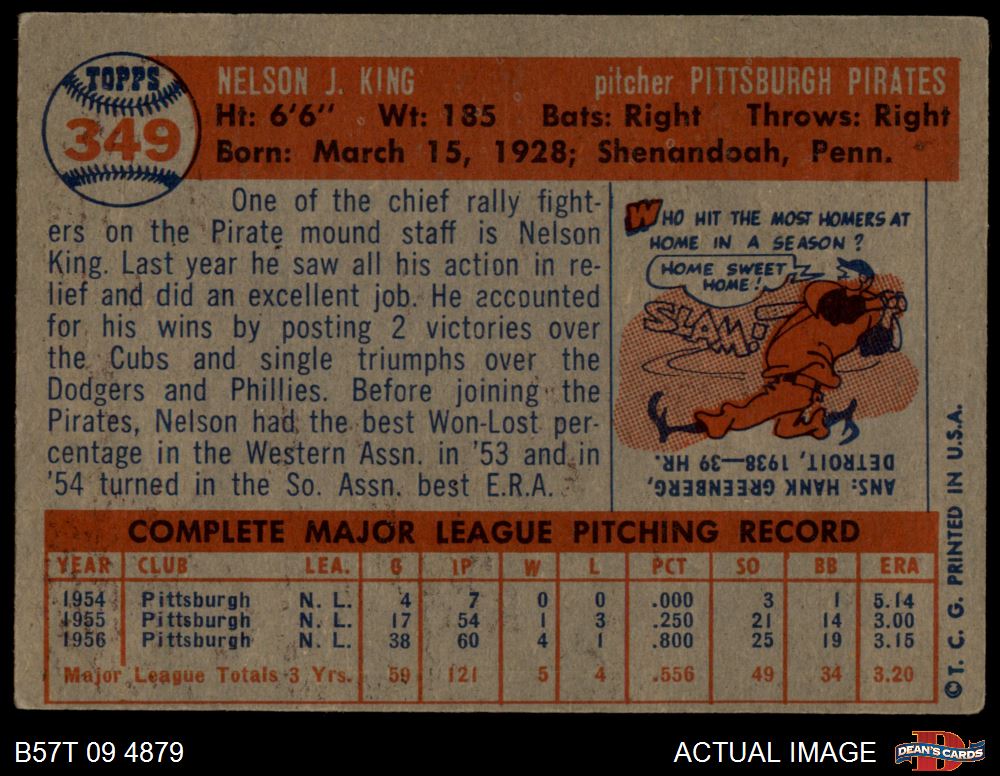 TOPPS
349
NELSON J. KING pitcher PITTSBURGH PIRATES
Ht: 6'6" Wt: 185 Bats: Right Throws: Right
Born: March 15, 1928; Shenandoah, Penn.
One of the chief rally fight-
ers on the Pirate mound staff is Nelson
King. Last year he saw all his action in re-
lief and did an excellent job. He accounted
for his wins by posting 2 victories over
the Cubs and single triumphs over the
Dodgers and Phillies. Before joining the
Pirates, Nelson had the best Won-Lost per-
centage in the Western Assn. in '53 and in
'54 turned in the So. Assn. best E.R.A.
WHO HIT THE MOST HOMERS AT
HOME IN A SEASON?
HOME SWEET
HOME!
SLAM!
ANS: HANK GREENBERG,
DETROIT, 1938—39 HR.
COMPLETE MAJOR LEAGUE PITCHING RECORD
YEAR CLUB LEA. G IP W L PCT SO BB ERA
1954 Pittsburgh N. L. 4 7 0 0 .000 3 1 5.14
1955 Pittsburgh N. L. 17 54 1 3 .250 21 14 3.00
1956 Pittsburgh N. L. 38 60 4 1 .800 25 19 3.15
Major League Totals 3 Yrs. 59 121 5 4 .556 49 34 3.20
© T. C. G. PRINTED IN U.S.A.
B57T 09 4879
ACTUAL IMAGE
DEAN'S CARDS